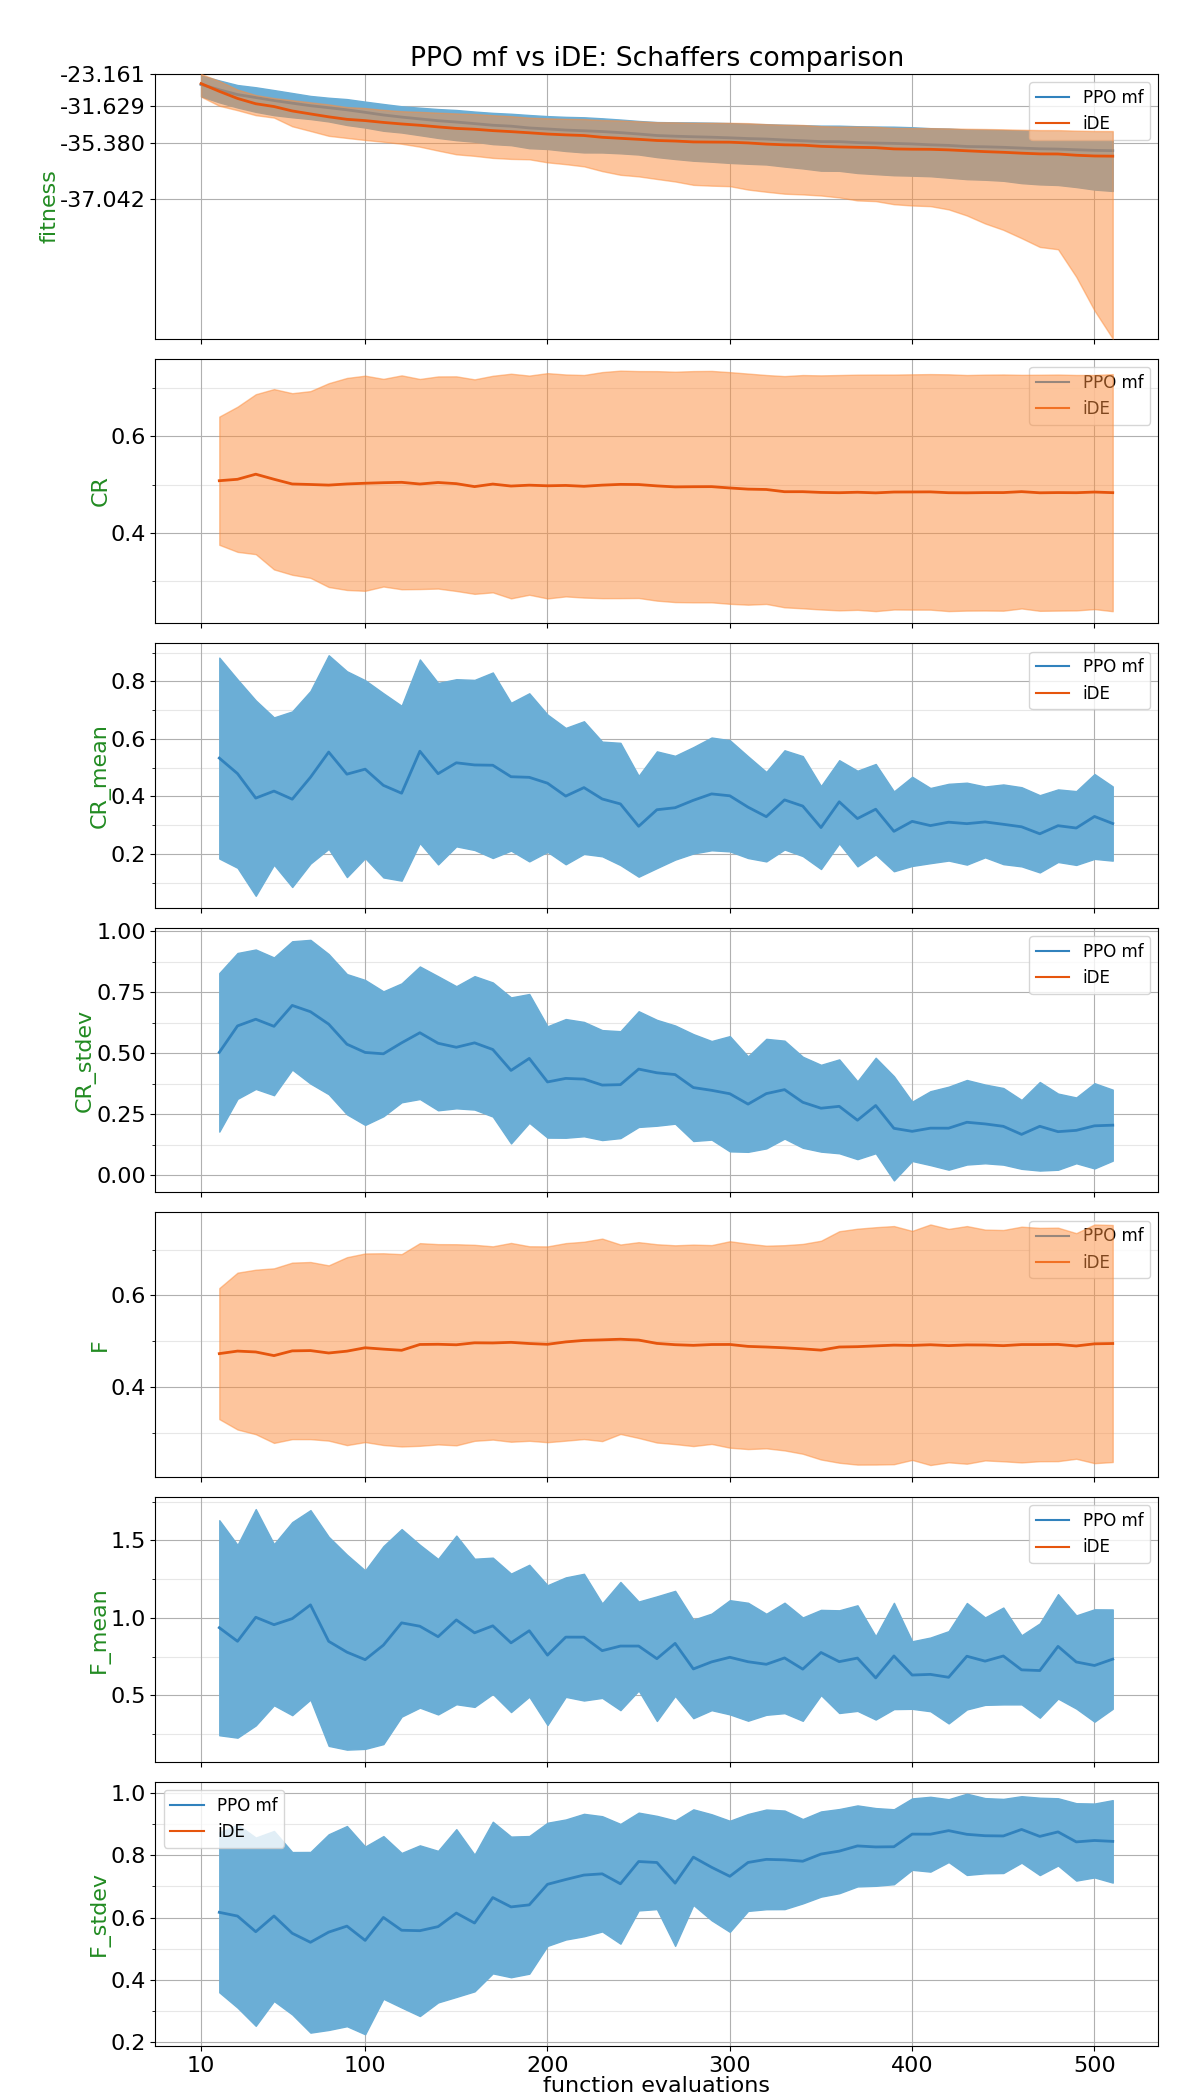 PPO mf vs iDE: Schaffers comparison
-23.161
-31.629
-35.380
-37.042
fitness
PPO mf
iDE
0.6
0.4
CR
PPO mf
iDE
0.8
0.6
0.4
0.2
CR_mean
PPO mf
iDE
1.00
0.75
0.50
0.25
0.00
CR_stdev
PPO mf
iDE
0.6
0.4
F
PPO mf
iDE
1.5
1.0
0.5
F_mean
PPO mf
iDE
1.0
0.8
0.6
0.4
0.2
F_stdev
PPO mf
iDE
10 100 200 300 400 500
function evaluations